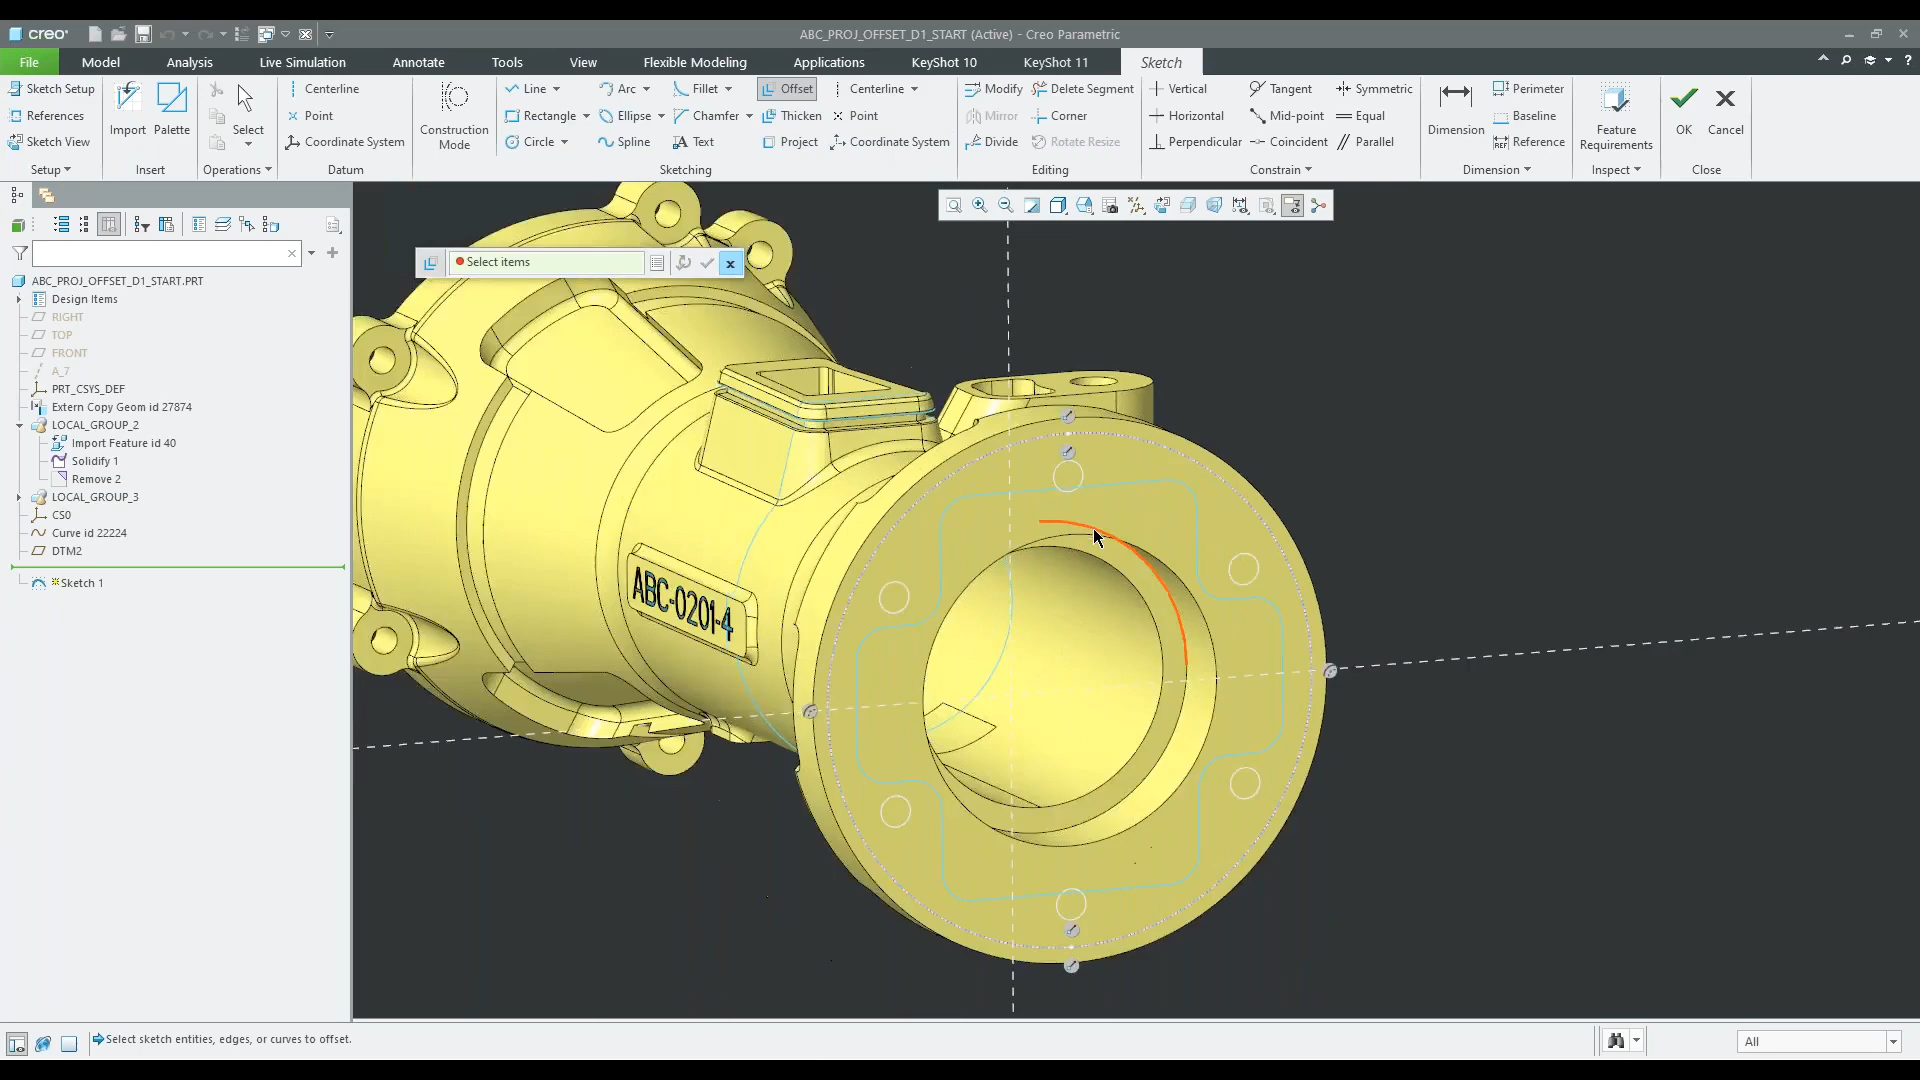 creo
ABC_PROJ_OFFSET_D1_START (Active) - Creo Parametric
File Model Analysis Live Simulation Annotate Tools View Flexible Modeling Applications KeyShot 10 KeyShot 11 Sketch
Sketch Setup
References
Sketch View
Setup
Import Palette
Insert
Select
Operations
Centerline
Point
Coordinate System
Datum
Construction Mode
Line Arc Fillet Offset Centerline
Rectangle Ellipse Chamfer Thicken Point
Circle Spline Text Project Coordinate System
Sketching
Modify Delete Segment
Mirror Corner
Divide Rotate Resize
Editing
Vertical Tangent Symmetric
Horizontal Mid-point Equal
Perpendicular Coincident Parallel
Constrain
Dimension
Perimeter
Baseline
Reference
Dimension
Feature Requirements
Inspect
OK Cancel
Close
Select items
ABC_PROJ_OFFSET_D1_START.PRT
Design Items
RIGHT
TOP
FRONT
A_7
PRT_CSYS_DEF
Extern Copy Geom id 27874
LOCAL_GROUP_2
Import Feature id 40
Solidify 1
Remove 2
LOCAL_GROUP_3
CS0
Curve id 22224
DTM2
Sketch 1
ABC-0201-4
Select sketch entities, edges, or curves to offset.
All